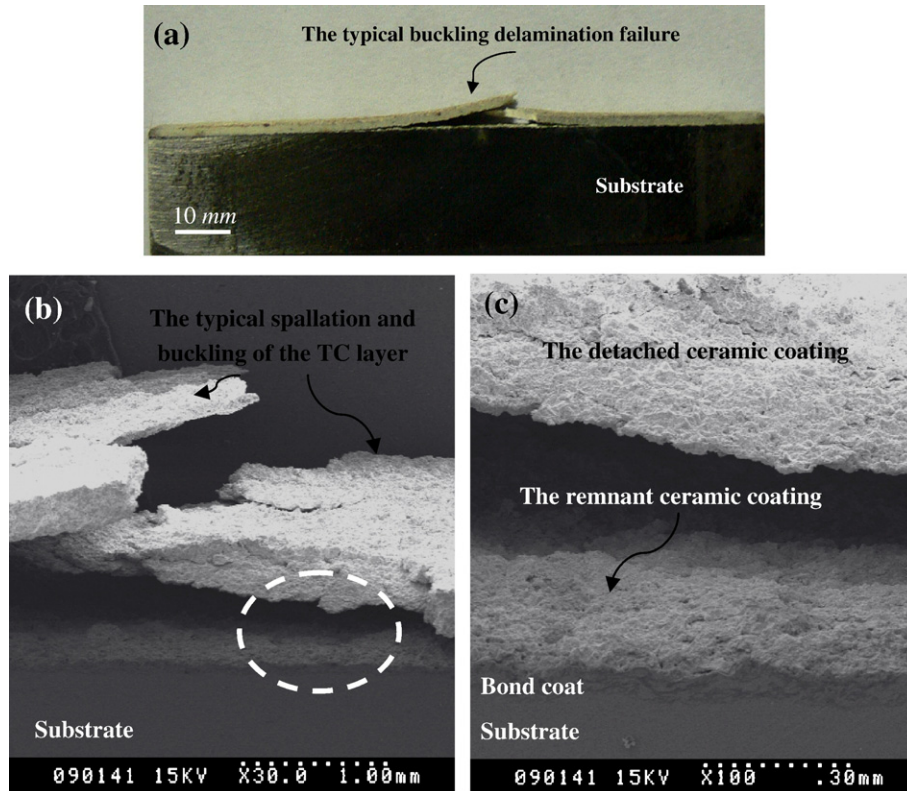 (a)
The typical buckling delamination failure
Substrate
10 mm
(b)
The typical spallation and
buckling of the TC layer
Substrate
090141 15KV X30.0 1.00mm
(c)
The detached ceramic coating
The remnant ceramic coating
Bond coat
Substrate
090141 15KV X100 .30mm